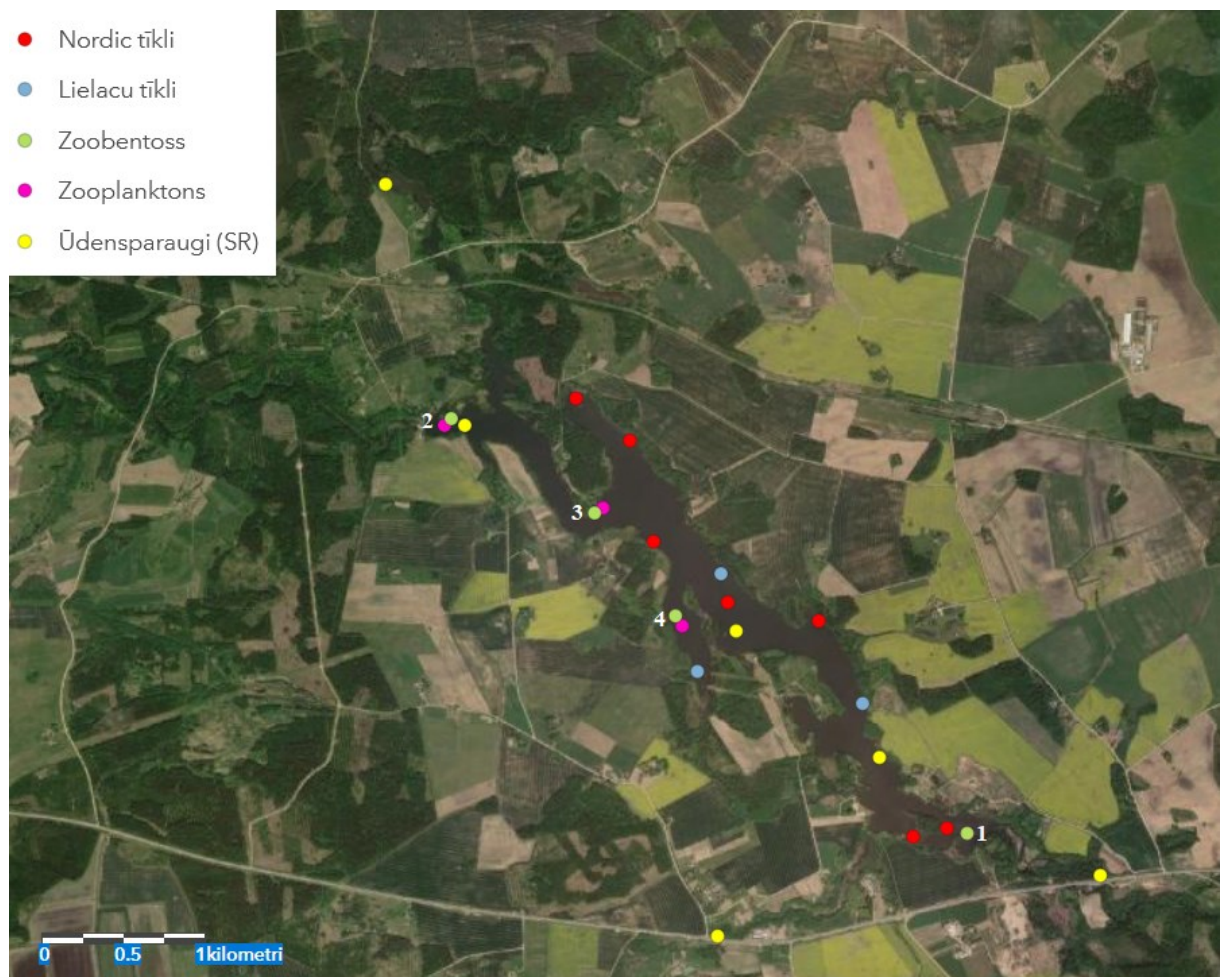 Nordic tīkli
Lielacu tīkli
Zoobentoss
Zooplanktons
Ūdensparaugi (SR)
2
3
4
1
0 0.5 1kilometri